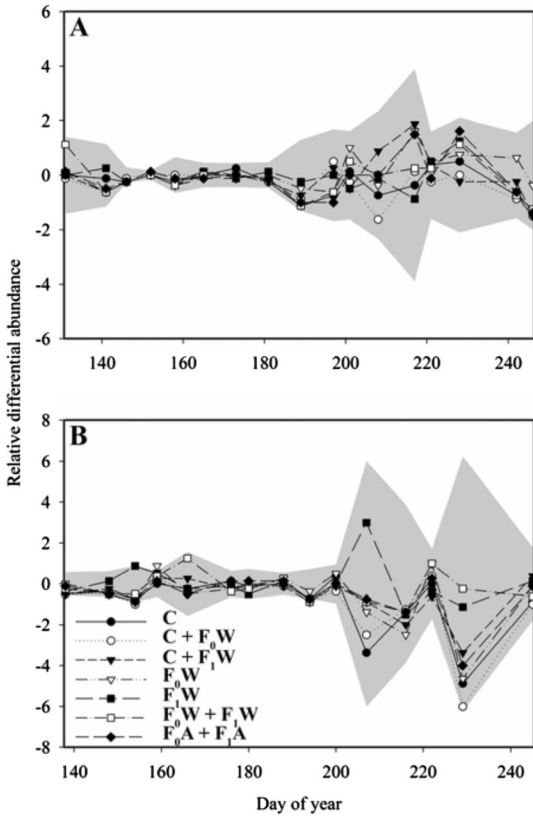 A
6
4
2
0
-2
-4
-6
140 160 180 200 220 240
Relative differential abundance
B
8
6
4
2
0
-2
-4
-6
-8
C
C + F₀W
C + F₁W
F₀W
F₁W
F₀W + F₁W
F₀A + F₁A
140 160 180 200 220 240
Day of year